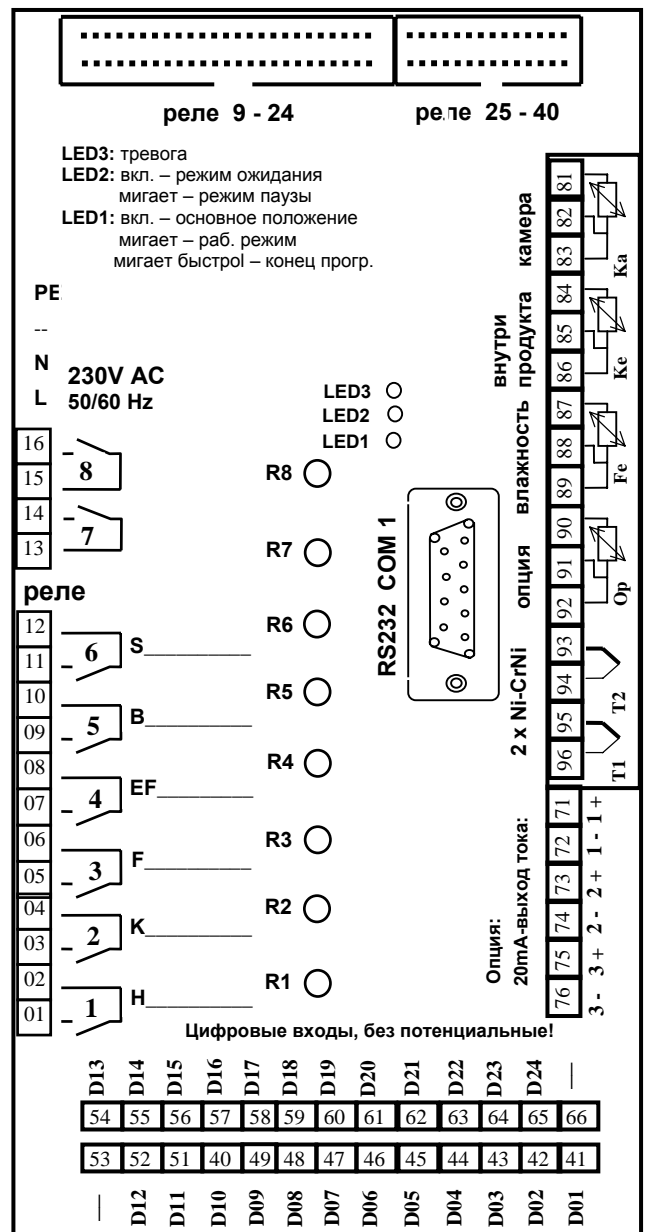 реле 9 - 24
реле 25 - 40
LED3: тревога
LED2: вкл. – режим ожидания
мигает – режим паузы
LED1: вкл. – основное положение
мигает – раб. режим
мигает быстроl – конец прогр.
PE
--
N
L
230V AC
50/60 Hz
LED3
LED2
LED1
16
15
8
14
13
7
реле
12
11
6
S__________
10
09
5
B__________
08
07
4
EF__________
06
05
3
F__________
04
03
2
K__________
02
01
1
H__________
R8
R7
R6
R5
R4
R3
R2
R1
RS232 COM 1
камера
81
82
83
Ka
внутри
продукта
84
85
86
Ke
влажность
87
88
89
Fe
опция
90
91
92
Op
2 x Ni-CrNi
93
94
T2
95
96
T1
Опция:
20mA-выход тока:
71
72
73
74
75
76
3 - 3 + 2 - 2 + 1 - 1 +
Цифровые входы, без потенциальные!
D13 D14 D15 D16 D17 D18 D19 D20 D21 D22 D23 D24 —
54 55 56 57 58 59 60 61 62 63 64 65 66
53 52 51 40 49 48 47 46 45 44 43 42 41
— D12 D11 D10 D09 D08 D07 D06 D05 D04 D03 D02 D01